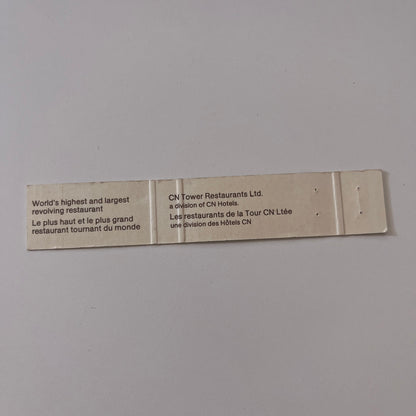 World's highest and largest
revolving restaurant
Le plus haut et le plus grand
restaurant tournant du monde
CN Tower Restaurants Ltd.
a division of CN Hotels.
Les restaurants de la Tour CN Ltée
une division des Hôtels CN